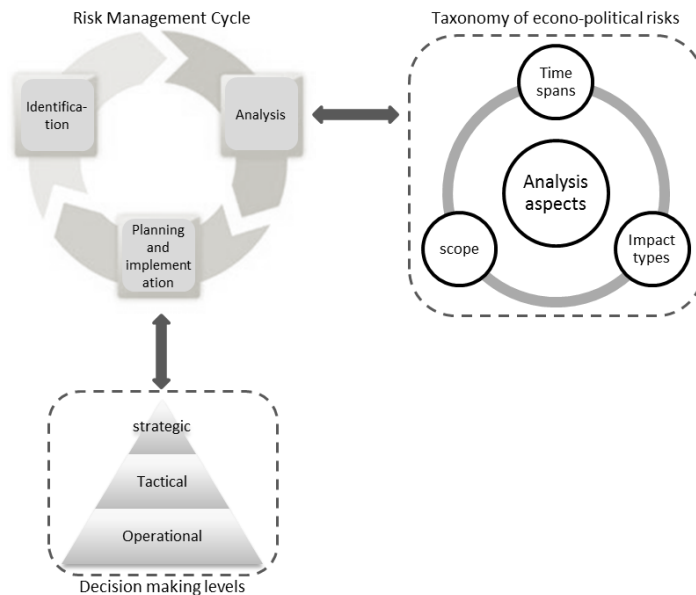 Risk Management Cycle
Taxonomy of econo-political risks
Identifica-
tion
Analysis
Planning
and
implement
ation
Time
spans
Analysis
aspects
scope
Impact
types
strategic
Tactical
Operational
Decision making levels